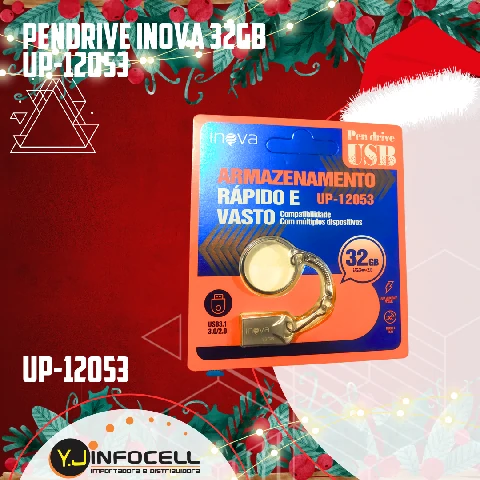 PENDRIVE INOVA 32GB
UP-12053
inova
Pen drive
USB
ARMAZENAMENTO
RÁPIDO E UP-12053
VASTO Compatibilidade
Com múltiplos dispositivos
32GB
USB3.1
3.0/2.0
inova
UP-12053
Y.J INFOCELL
importadora e distribuidora